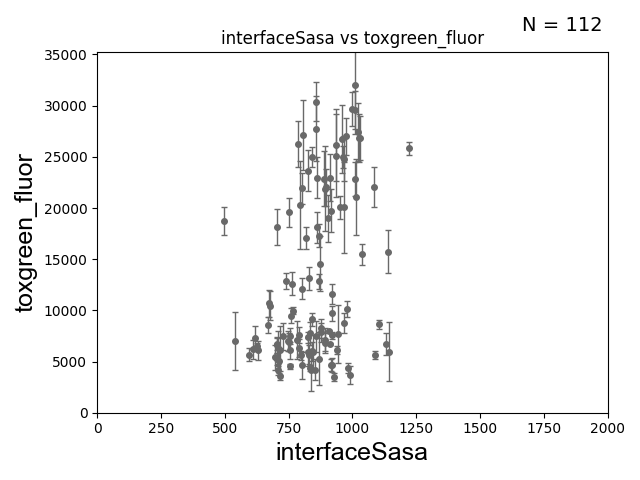 N = 112
interfaceSasa vs toxgreen_fluor
35000
30000
25000
20000
15000
10000
5000
0
toxgreen_fluor
0 250 500 750 1000 1250 1500 1750 2000
interfaceSasa